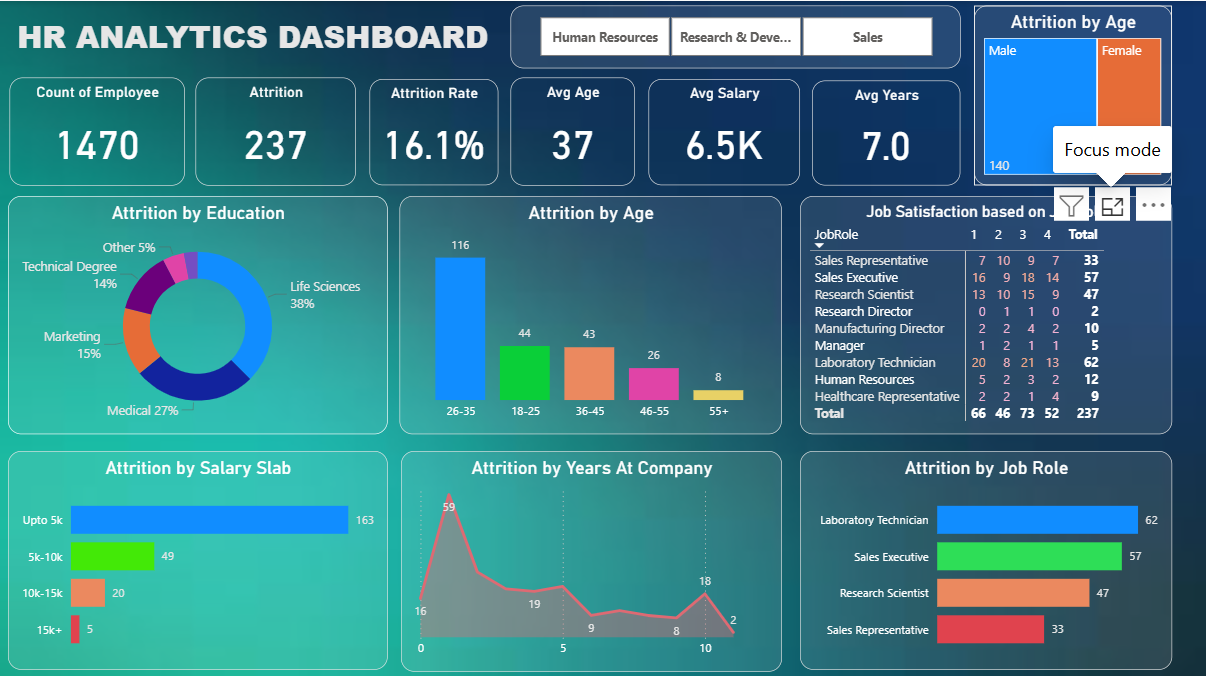 HR ANALYTICS DASHBOARD
Human Resources
Research & Deve...
Sales
Attrition by Age
Male
Female
140
Focus mode
Count of Employee
1470
Attrition
237
Attrition Rate
16.1%
Avg Age
37
Avg Salary
6.5K
Avg Years
7.0
Attrition by Education
Other 5%
Technical Degree
14%
Life Sciences
38%
Marketing
15%
Medical 27%
Attrition by Age
116
44
43
26
8
26-35
18-25
36-45
46-55
55+
Job Satisfaction based on
JobRole 1 2 3 4 Total
Sales Representative 7 10 9 7 33
Sales Executive 16 9 18 14 57
Research Scientist 13 10 15 9 47
Research Director 0 1 1 0 2
Manufacturing Director 2 2 4 2 10
Manager 1 2 1 1 5
Laboratory Technician 20 8 21 13 62
Human Resources 5 2 3 2 12
Healthcare Representative 2 2 1 4 9
Total 66 46 73 52 237
Attrition by Salary Slab
Upto 5k 163
5k-10k 49
10k-15k 20
15k+ 5
Attrition by Years At Company
59
16
19
9
8
18
2
0 5 10
Attrition by Job Role
Laboratory Technician 62
Sales Executive 57
Research Scientist 47
Sales Representative 33